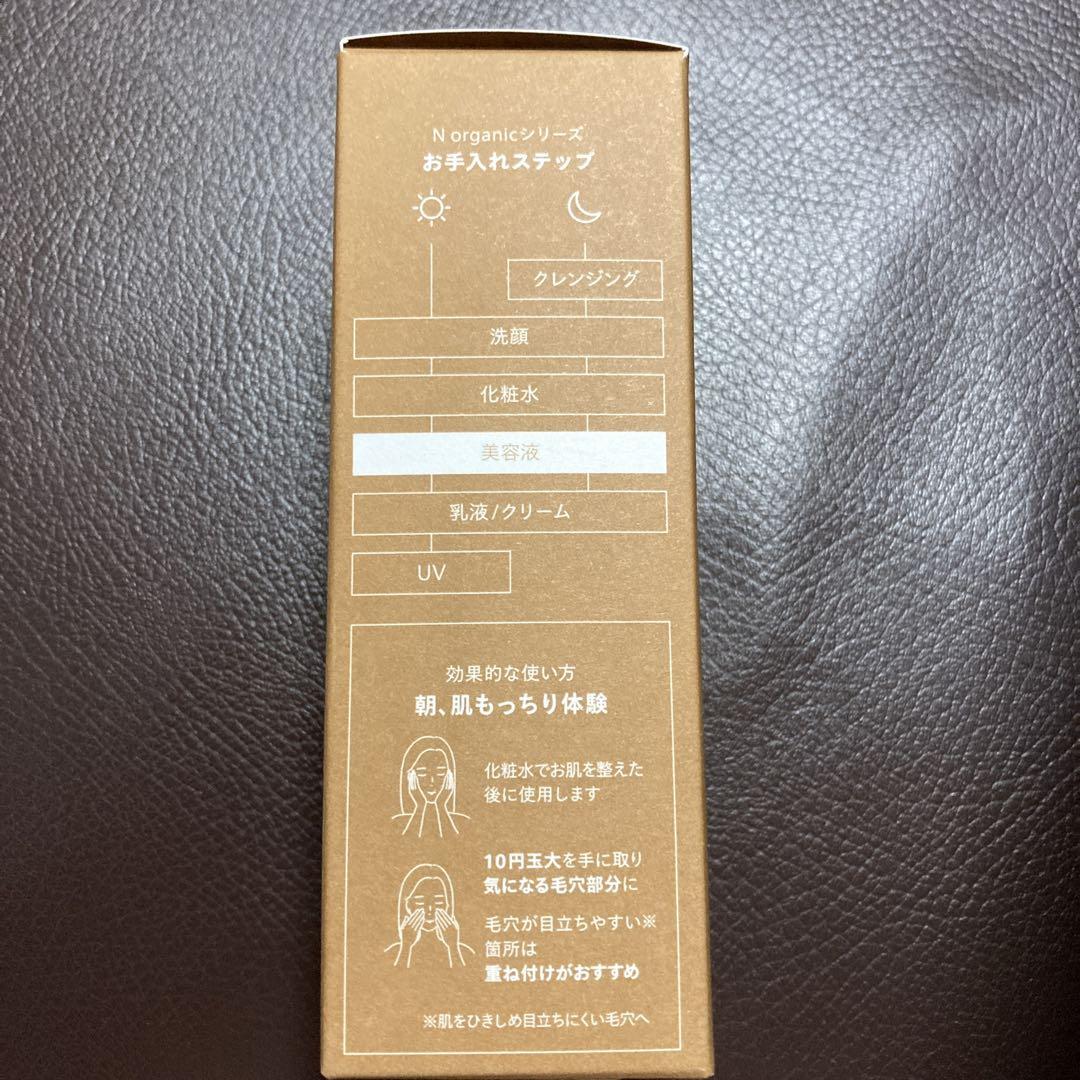 N organicシリーズ
お手入れステップ
クレンジング
洗顔
化粧水
美容液
乳液/クリーム
UV
効果的な使い方
朝、肌もっちり体験
化粧水でお肌を整えた
後に使用します
10円玉大を手に取り
気になる毛穴部分に
毛穴が目立ちやすい※
箇所は
重ね付けがおすすめ
※肌をひきしめ目立ちにくい毛穴へ